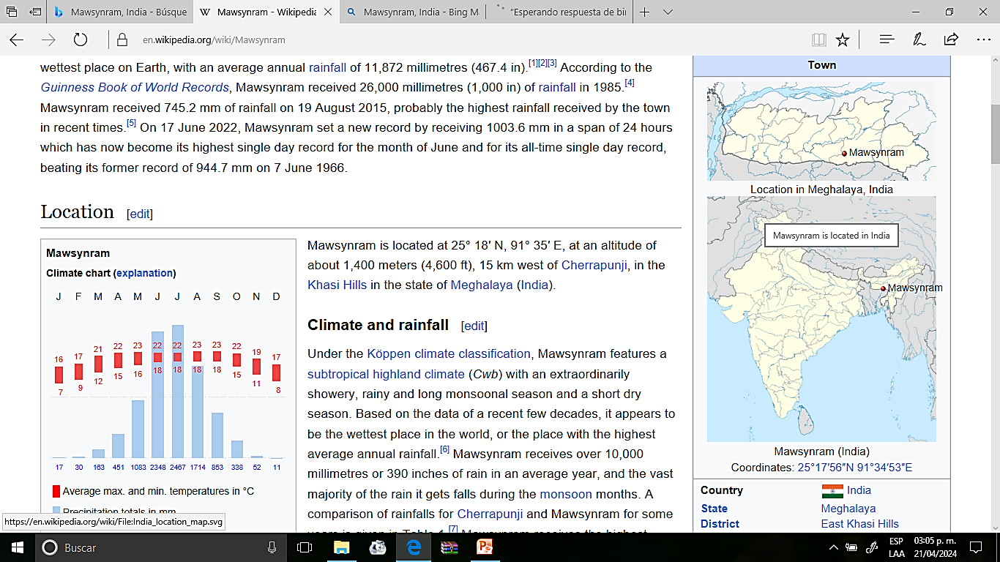 Mawsynram, India - Búsque
Mawsynram - Wikipedia
Mawsynram, India - Bing M
"Esperando respuesta de bin
en.wikipedia.org/wiki/Mawsynram
wettest place on Earth, with an average annual rainfall of 11,872 millimetres (467.4 in).[1][2][3] According to the
Guinness Book of World Records, Mawsynram received 26,000 millimetres (1,000 in) of rainfall in 1985.[4]
Mawsynram received 745.2 mm of rainfall on 19 August 2015, probably the highest rainfall received by the town
in recent times.[5] On 17 June 2022, Mawsynram set a new record by receiving 1003.6 mm in a span of 24 hours
which has now become its highest single day record for the month of June and for its all-time single day record,
beating its former record of 944.7 mm on 7 June 1966.
Location [edit]
Mawsynram
Climate chart (explanation)
J F M A M J J A S O N D
16 17 21 22 23 22 22 23 23 22 19 17
7 9 12 15 16 18 18 18 18 15 11 8
17 30 163 451 1083 2348 2467 1714 853 338 52 11
Average max. and min. temperatures in °C
Precipitation totals in mm
Mawsynram is located at 25° 18′ N, 91° 35′ E, at an altitude of
about 1,400 meters (4,600 ft), 15 km west of Cherrapunji, in the
Khasi Hills in the state of Meghalaya (India).
Climate and rainfall [edit]
Under the Köppen climate classification, Mawsynram features a
subtropical highland climate (Cwb) with an extraordinarily
showery, rainy and long monsoonal season and a short dry
season. Based on the data of a recent few decades, it appears to
be the wettest place in the world, or the place with the highest
average annual rainfall.[6] Mawsynram receives over 10,000
millimetres or 390 inches of rain in an average year, and the vast
majority of the rain it gets falls during the monsoon months. A
comparison of rainfalls for Cherrapunji and Mawsynram for some
years is given in Table 1.[7] Mawsynram receives the highest
Town
Mawsynram
Location in Meghalaya, India
Mawsynram is located in India
Mawsynram
Mawsynram (India)
Coordinates: 25°17′56″N 91°34′53″E
Country India
State Meghalaya
District East Khasi Hills
https://en.wikipedia.org/wiki/File:India_location_map.svg
Buscar
ESP 03:05 p. m.
LAA 21/04/2024